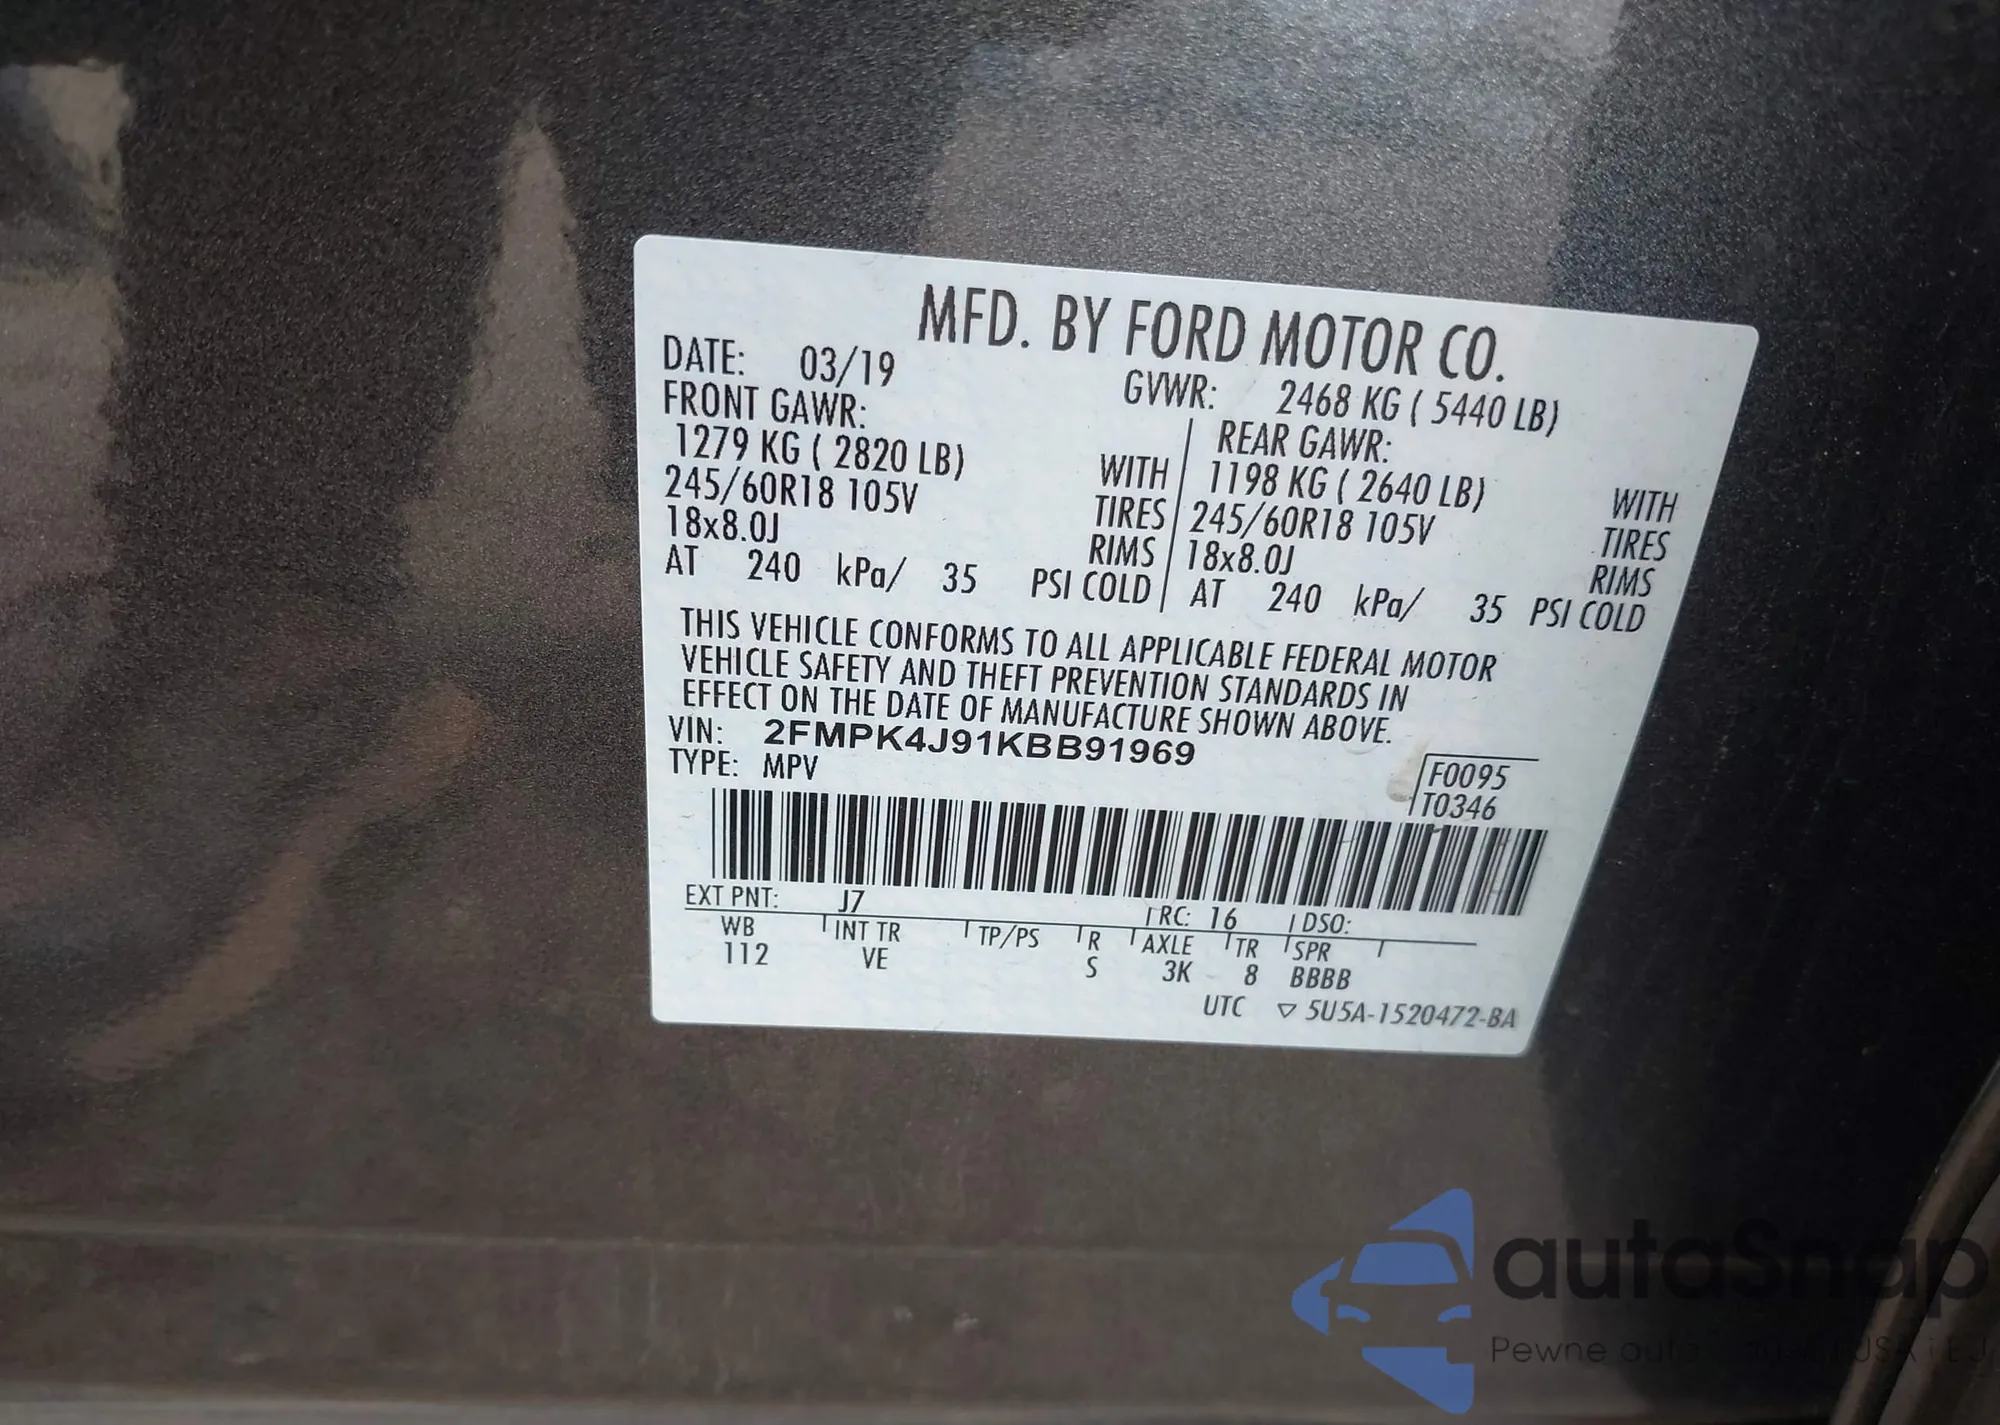 MFD. BY FORD MOTOR CO.
DATE: 03/19
GVWR: 2468 KG ( 5440 LB)
FRONT GAWR:
REAR GAWR:
1279 KG ( 2820 LB) WITH
1198 KG ( 2640 LB) WITH
245/60R18 105V TIRES
245/60R18 105V TIRES
18x8.0J RIMS
18x8.0J RIMS
AT 240 kPa/ 35 PSI COLD
AT 240 kPa/ 35 PSI COLD
THIS VEHICLE CONFORMS TO ALL APPLICABLE FEDERAL MOTOR
VEHICLE SAFETY AND THEFT PREVENTION STANDARDS IN
EFFECT ON THE DATE OF MANUFACTURE SHOWN ABOVE.
VIN: 2FMPK4J91KBB91969
TYPE: MPV
F0095
T0346
EXT PNT: J7 RC: 16 DSO:
WB INT TR TP/PS R AXLE TR SPR
112 VE S 3K 8 BBBB
UTC ▽ 5U5A-1520472-BA
autaSnap
Pewne auta